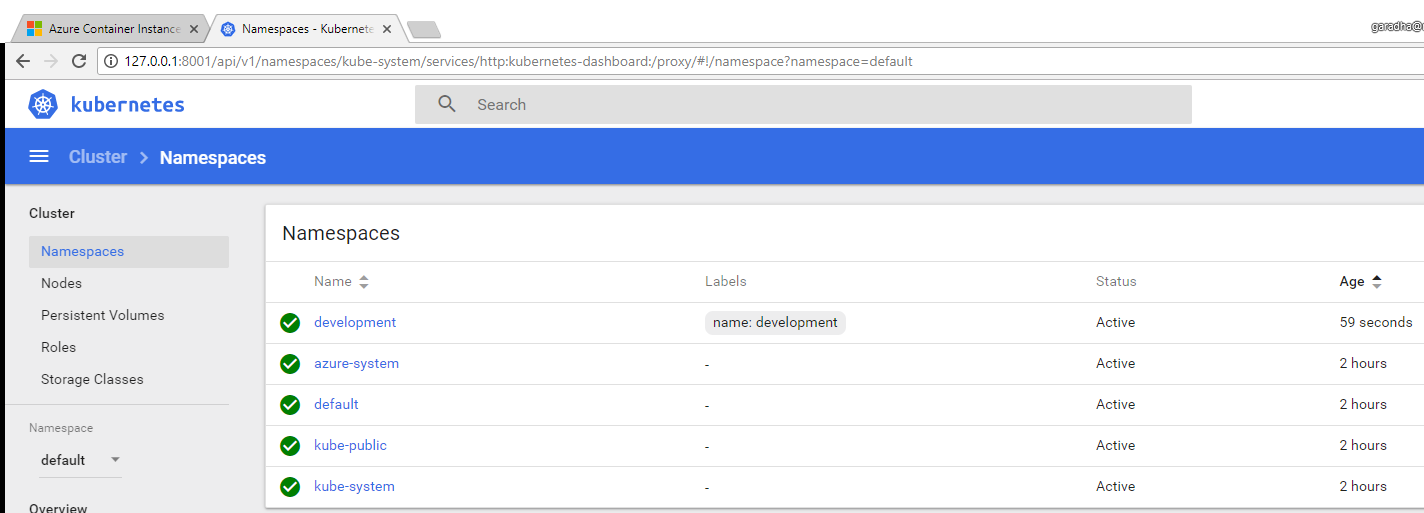 Azure Container Instance
Namespaces - Kubernete
garadha@
127.0.0.1:8001/api/v1/namespaces/kube-system/services/http:kubernetes-dashboard:/proxy/#!/namespace?namespace=default
kubernetes
Search
Cluster > Namespaces
Cluster
Namespaces
Nodes
Persistent Volumes
Roles
Storage Classes
Namespace
default
Overview
Namespaces
Name Labels Status Age
development name: development Active 59 seconds
azure-system - Active 2 hours
default - Active 2 hours
kube-public - Active 2 hours
kube-system - Active 2 hours